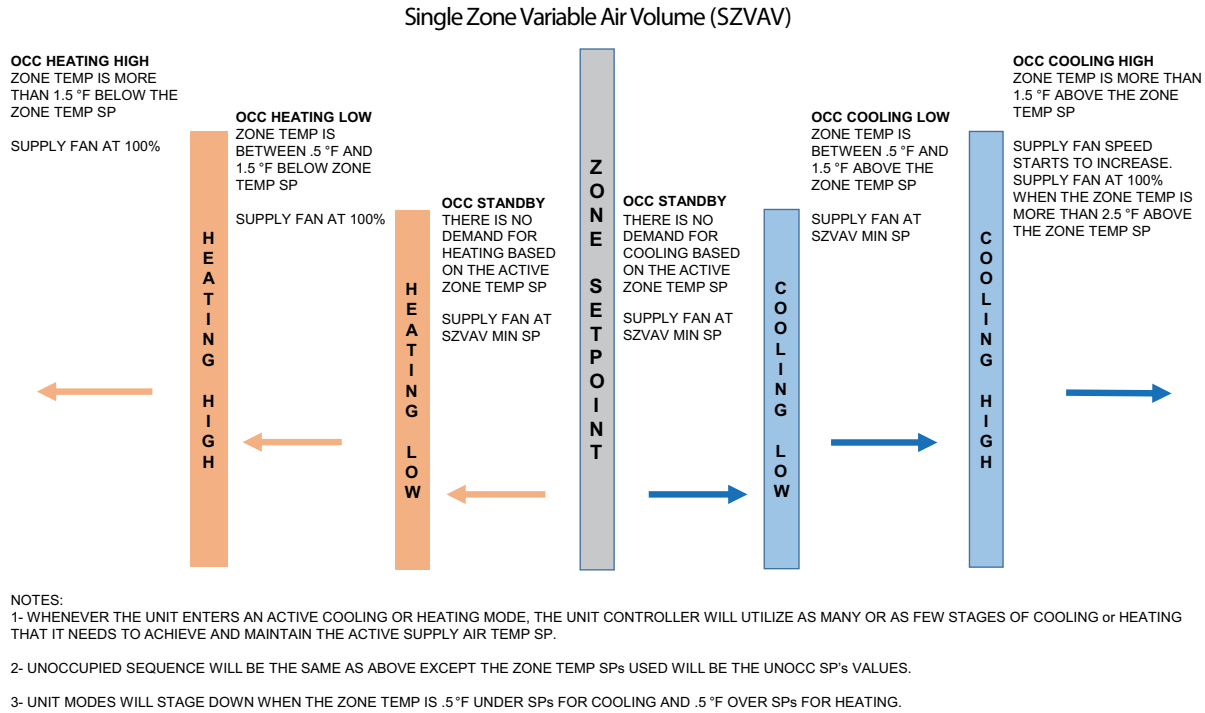 Single Zone Variable Air Volume (SZVAV)
OCC HEATING HIGH
ZONE TEMP IS MORE
THAN 1.5 °F BELOW THE
ZONE TEMP SP
SUPPLY FAN AT 100%
HEATING HIGH
OCC HEATING LOW
ZONE TEMP IS
BETWEEN .5 °F AND
1.5 °F BELOW ZONE
TEMP SP
SUPPLY FAN AT 100%
HEATING LOW
OCC STANDBY
THERE IS NO
DEMAND FOR
HEATING BASED
ON THE ACTIVE
ZONE TEMP SP
SUPPLY FAN AT
SZVAV MIN SP
ZONE SETPOINT
OCC STANDBY
THERE IS NO
DEMAND FOR
COOLING BASED
ON THE ACTIVE
ZONE TEMP SP
SUPPLY FAN AT
SZVAV MIN SP
COOLING LOW
OCC COOLING LOW
ZONE TEMP IS
BETWEEN .5 °F AND
1.5 °F ABOVE THE
ZONE TEMP SP
SUPPLY FAN AT
SZVAV MIN SP
COOLING HIGH
OCC COOLING HIGH
ZONE TEMP IS MORE THAN
1.5 °F ABOVE THE ZONE
TEMP SP
SUPPLY FAN SPEED
STARTS TO INCREASE.
SUPPLY FAN AT 100%
WHEN THE ZONE TEMP IS
MORE THAN 2.5 °F ABOVE
THE ZONE TEMP SP
NOTES:
1- WHENEVER THE UNIT ENTERS AN ACTIVE COOLING OR HEATING MODE, THE UNIT CONTROLLER WILL UTILIZE AS MANY OR AS FEW STAGES OF COOLING or HEATING
THAT IT NEEDS TO ACHIEVE AND MAINTAIN THE ACTIVE SUPPLY AIR TEMP SP.
2- UNOCCUPIED SEQUENCE WILL BE THE SAME AS ABOVE EXCEPT THE ZONE TEMP SPs USED WILL BE THE UNOCC SP's VALUES.
3- UNIT MODES WILL STAGE DOWN WHEN THE ZONE TEMP IS .5 °F UNDER SPs FOR COOLING AND .5 °F OVER SPs FOR HEATING.